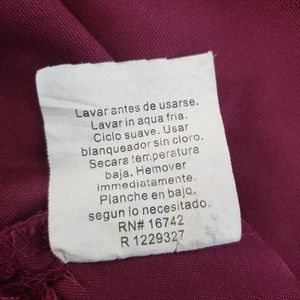 Lavar antes de usarse.
Lavar in aqua fria.
Ciclo suave. Usar
blanqueador sin cloro.
Secara temperatura
baja. Hemover
immediatamente.
Planche en bajo,
segun lo necesitado.
RN# 16742
R 1229327